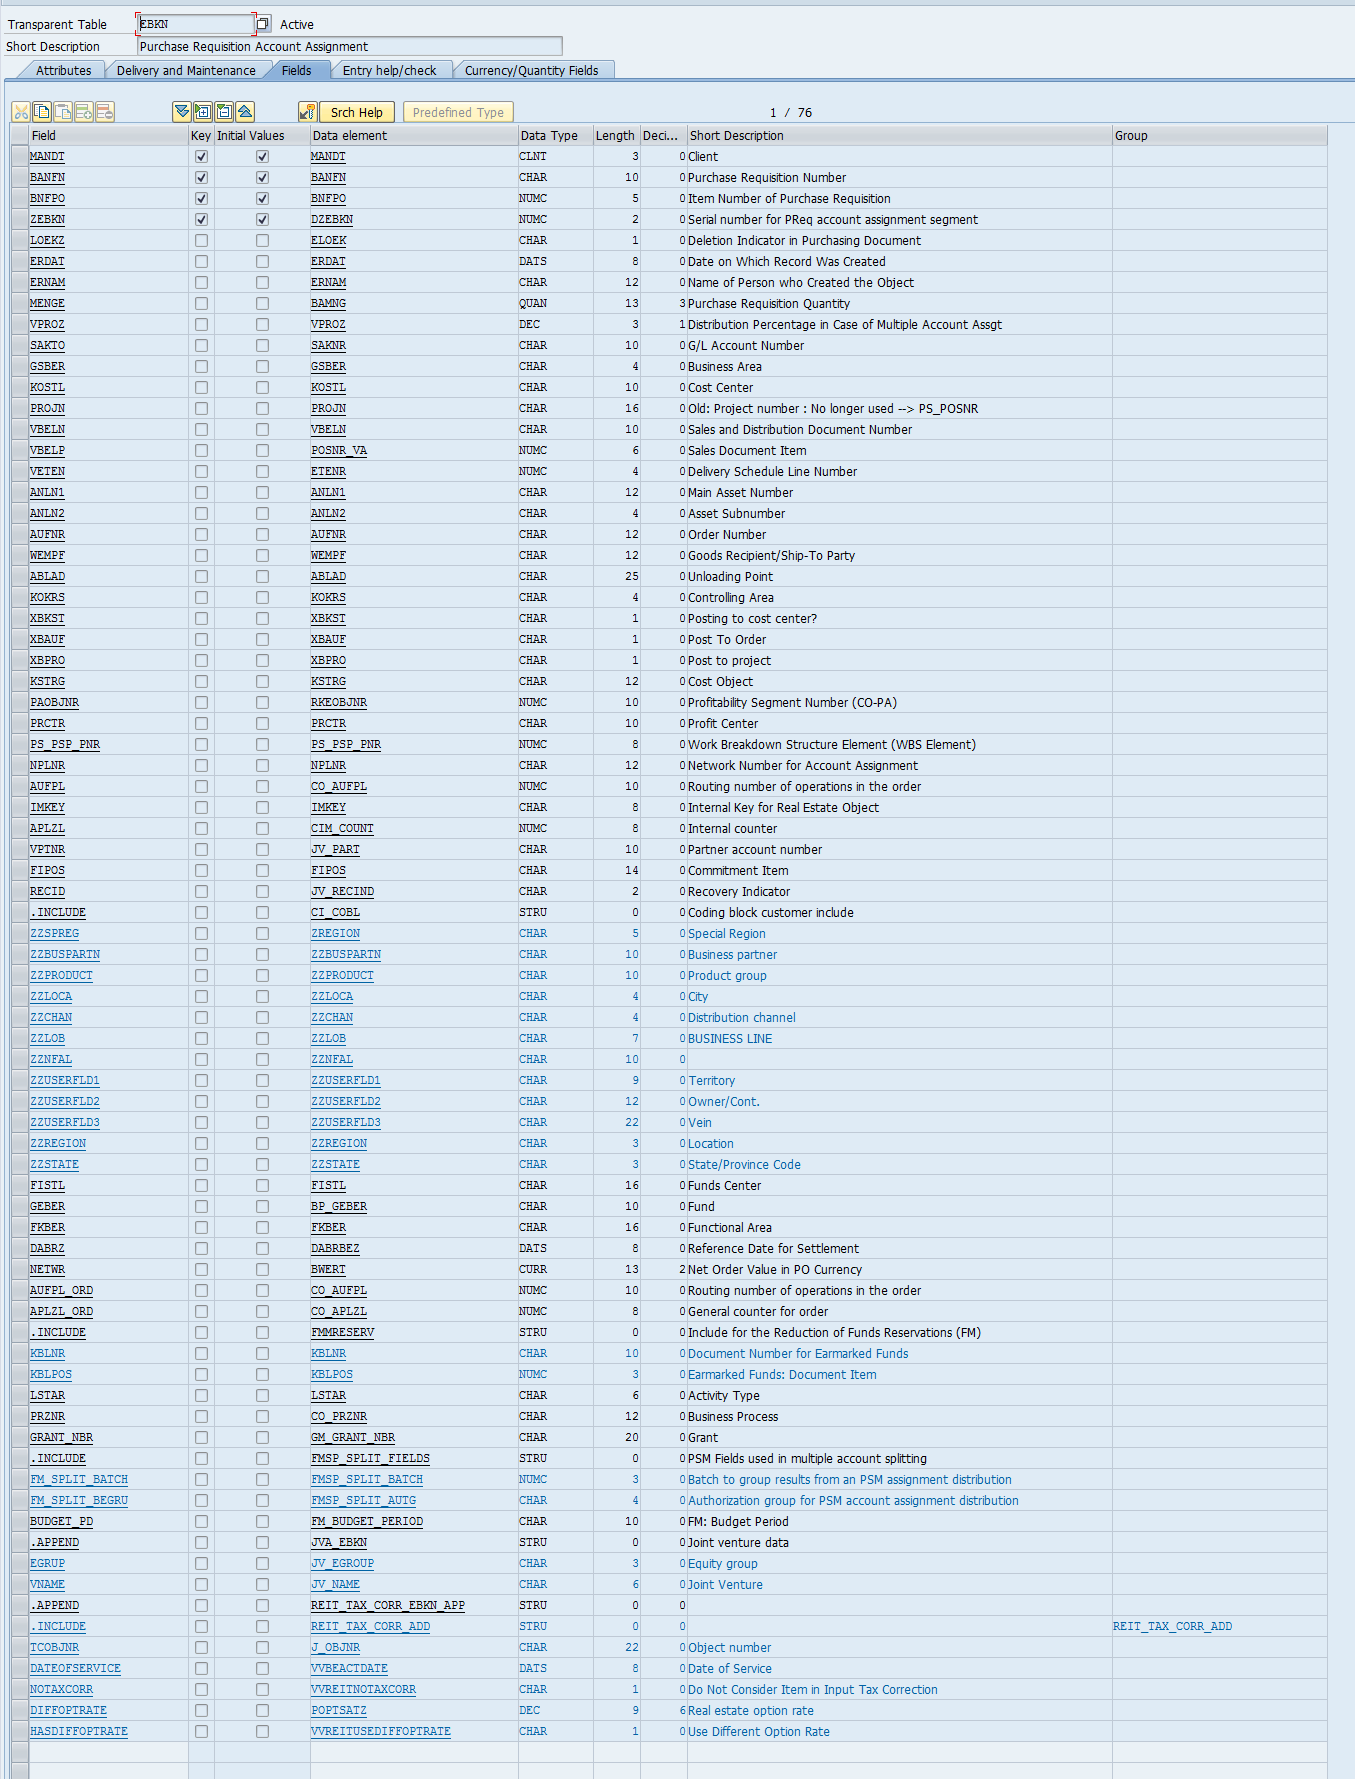 Transparent Table EBKN Active
Short Description Purchase Requisition Account Assignment
Attributes Delivery and Maintenance Fields Entry help/check Currency/Quantity Fields
Srch Help Predefined Type 1 / 76
Field Key Initial Values Data element Data Type Length Deci... Short Description Group
MANDT MANDT CLNT 3 0 Client
BANFN BANFN CHAR 10 0 Purchase Requisition Number
BNFPO BNFPO NUMC 5 0 Item Number of Purchase Requisition
ZEBKN DZEBKN NUMC 2 0 Serial number for PReq account assignment segment
LOEKZ ELOEK CHAR 1 0 Deletion Indicator in Purchasing Document
ERDAT ERDAT DATS 8 0 Date on Which Record Was Created
ERNAM ERNAM CHAR 12 0 Name of Person who Created the Object
MENGE BAMNG QUAN 13 3 Purchase Requisition Quantity
VPROZ VPROZ DEC 3 1 Distribution Percentage in Case of Multiple Account Assgt
SAKTO SAKNR CHAR 10 0 G/L Account Number
GSBER GSBER CHAR 4 0 Business Area
KOSTL KOSTL CHAR 10 0 Cost Center
PROJN PROJN CHAR 16 0 Old: Project number : No longer used --> PS_POSNR
VBELN VBELN CHAR 10 0 Sales and Distribution Document Number
VBELP POSNR_VA NUMC 6 0 Sales Document Item
VETEN ETENR NUMC 4 0 Delivery Schedule Line Number
ANLN1 ANLN1 CHAR 12 0 Main Asset Number
ANLN2 ANLN2 CHAR 4 0 Asset Subnumber
AUFNR AUFNR CHAR 12 0 Order Number
WEMPF WEMPF CHAR 12 0 Goods Recipient/Ship-To Party
ABLAD ABLAD CHAR 25 0 Unloading Point
KOKRS KOKRS CHAR 4 0 Controlling Area
XBKST XBKST CHAR 1 0 Posting to cost center?
XBAUF XBAUF CHAR 1 0 Post To Order
XBPRO XBPRO CHAR 1 0 Post to project
KSTRG KSTRG CHAR 12 0 Cost Object
PAOBJNR RKEOBJNR NUMC 10 0 Profitability Segment Number (CO-PA)
PRCTR PRCTR CHAR 10 0 Profit Center
PS_PSP_PNR PS_PSP_PNR NUMC 8 0 Work Breakdown Structure Element (WBS Element)
NPLNR NPLNR CHAR 12 0 Network Number for Account Assignment
AUFPL CO_AUFPL NUMC 10 0 Routing number of operations in the order
IMKEY IMKEY CHAR 8 0 Internal Key for Real Estate Object
APLZL CIM_COUNT NUMC 8 0 Internal counter
VPTNR JV_PART CHAR 10 0 Partner account number
FIPOS FIPOS CHAR 14 0 Commitment Item
RECID JV_RECIND CHAR 2 0 Recovery Indicator
.INCLUDE CI_COBL STRU 0 0 Coding block customer include
ZZSPREG ZREGION CHAR 5 0 Special Region
ZZBUSPARTN ZZBUSPARTN CHAR 10 0 Business partner
ZZPRODUCT ZZPRODUCT CHAR 10 0 Product group
ZZLOCA ZZLOCA CHAR 4 0 City
ZZCHAN ZZCHAN CHAR 4 0 Distribution channel
ZZLOB ZZLOB CHAR 7 0 BUSINESS LINE
ZZNFAL ZZNFAL CHAR 10 0
ZZUSERFLD1 ZZUSERFLD1 CHAR 9 0 Territory
ZZUSERFLD2 ZZUSERFLD2 CHAR 12 0 Owner/Cont.
ZZUSERFLD3 ZZUSERFLD3 CHAR 22 0 Vein
ZZREGION ZZREGION CHAR 3 0 Location
ZZSTATE ZZSTATE CHAR 3 0 State/Province Code
FISTL FISTL CHAR 16 0 Funds Center
GEBER BP_GEBER CHAR 10 0 Fund
FKBER FKBER CHAR 16 0 Functional Area
DABRZ DABRBEZ DATS 8 0 Reference Date for Settlement
NETWR BWERT CURR 13 2 Net Order Value in PO Currency
AUFPL_ORD CO_AUFPL NUMC 10 0 Routing number of operations in the order
APLZL_ORD CO_APLZL NUMC 8 0 General counter for order
.INCLUDE FMMRESERV STRU 0 0 Include for the Reduction of Funds Reservations (FM)
KBLNR KBLNR CHAR 10 0 Document Number for Earmarked Funds
KBLPOS KBLPOS NUMC 3 0 Earmarked Funds: Document Item
LSTAR LSTAR CHAR 6 0 Activity Type
PRZNR CO_PRZNR CHAR 12 0 Business Process
GRANT_NBR GM_GRANT_NBR CHAR 20 0 Grant
.INCLUDE FMSP_SPLIT_FIELDS STRU 0 0 PSM Fields used in multiple account splitting
FM_SPLIT_BATCH FMSP_SPLIT_BATCH NUMC 3 0 Batch to group results from an PSM assignment distribution
FM_SPLIT_BEGRU FMSP_SPLIT_AUTG CHAR 4 0 Authorization group for PSM account assignment distribution
BUDGET_PD FM_BUDGET_PERIOD CHAR 10 0 FM: Budget Period
.APPEND JVA_EBKN STRU 0 0 Joint venture data
EGRUP JV_EGROUP CHAR 3 0 Equity group
VNAME JV_NAME CHAR 6 0 Joint Venture
.APPEND REIT_TAX_CORR_EBKN_APP STRU 0 0
.INCLUDE REIT_TAX_CORR_ADD STRU 0 0 REIT_TAX_CORR_ADD
TCOBJNR J_OBJNR CHAR 22 0 Object number
DATEOFSERVICE VVBEACTDATE DATS 8 0 Date of Service
NOTAXCORR VVREITNOTAXCORR CHAR 1 0 Do Not Consider Item in Input Tax Correction
DIFFOPTRATE POPTSATZ DEC 9 6 Real estate option rate
HASDIFFOPTRATE VVREITUSEDIFFOPTRATE CHAR 1 0 Use Different Option Rate